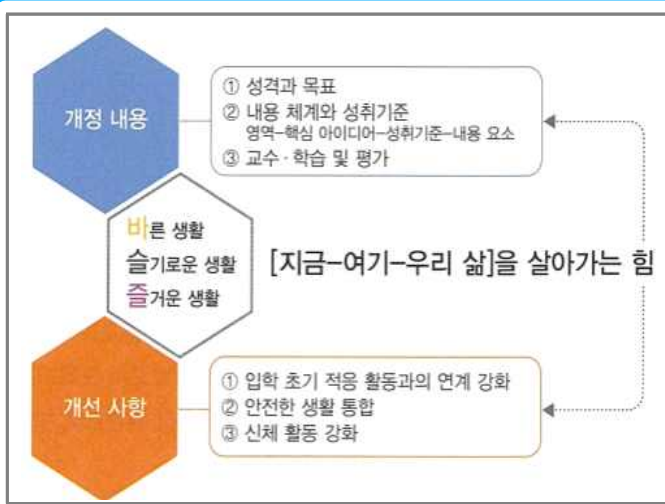 개정 내용
① 성격과 목표
② 내용 체계와 성취기준
영역-핵심 아이디어-성취기준-내용 요소
③ 교수·학습 및 평가
바른 생활
슬기로운 생활
즐거운 생활
[지금-여기-우리 삶]을 살아가는 힘
개선 사항
① 입학 초기 적응 활동과의 연계 강화
② 안전한 생활 통합
③ 신체 활동 강화